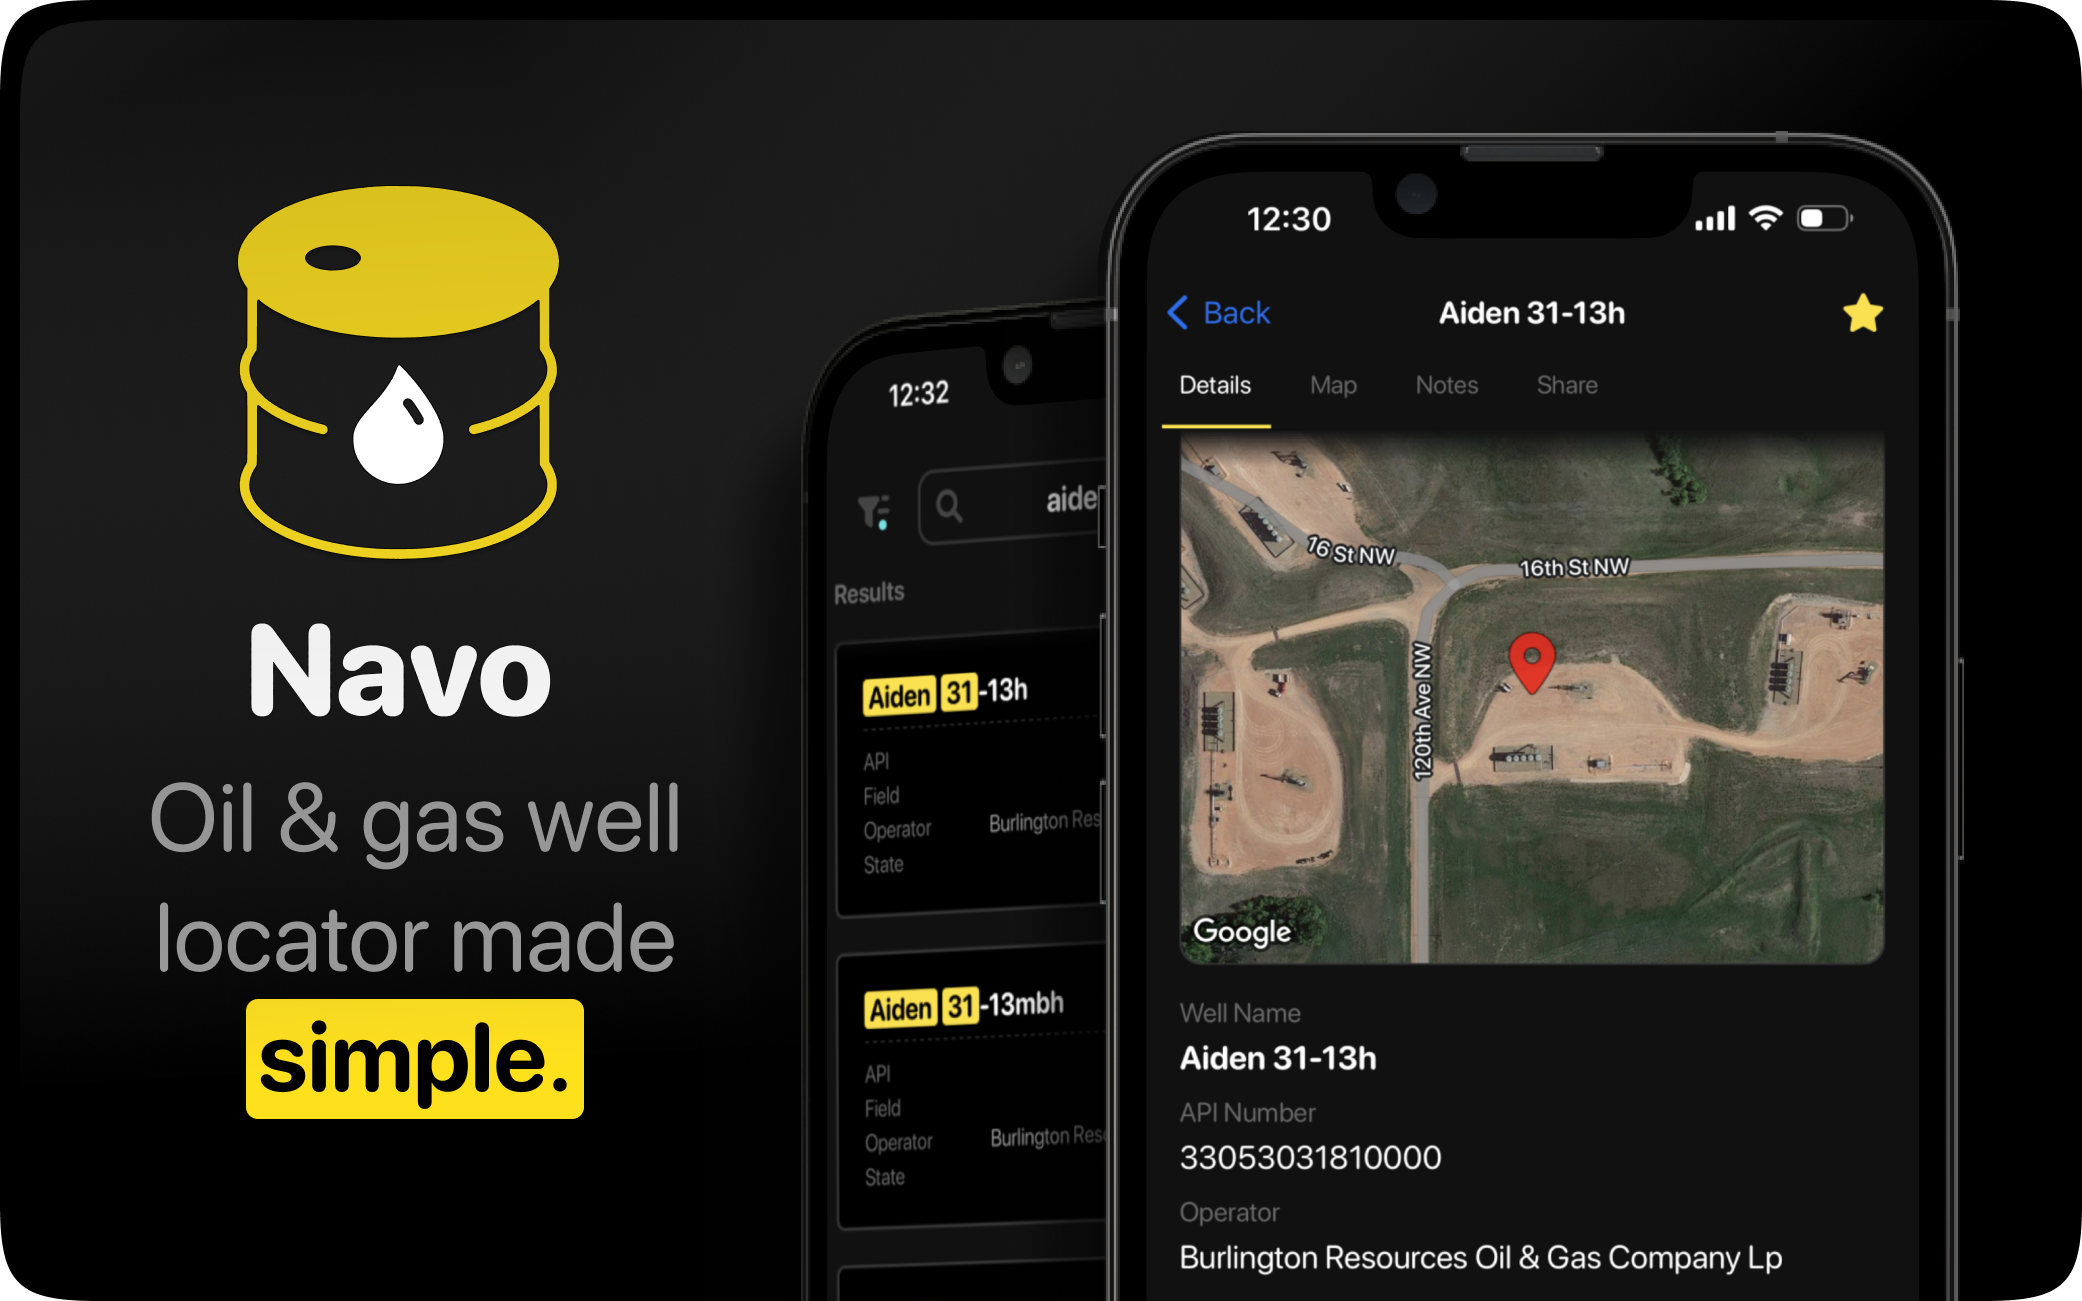 Navo
Oil & gas well
locator made
simple.
12:32
aide
Results
Aiden 31-13h
API
Field
Operator Burlington Res
State
Aiden 31-13mbh
API
Field
Operator Burlington Res
State
12:30
Back Aiden 31-13h
Details Map Notes Share
16 St NW
16th St NW
120th Ave NW
Google
Well Name
Aiden 31-13h
API Number
33053031810000
Operator
Burlington Resources Oil & Gas Company Lp